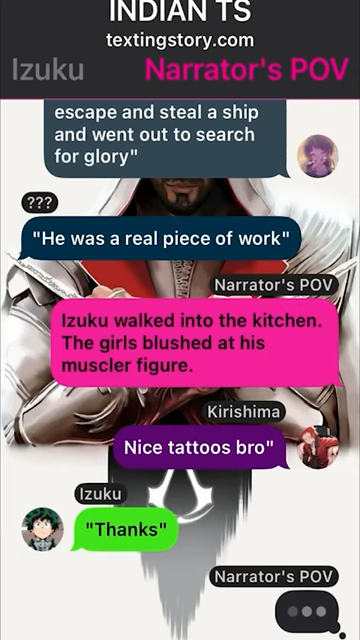 INDIAN TS
textingstory.com
Izuku
Narrator's POV
escape and steal a ship
and went out to search
for glory"
???
"He was a real piece of work"
Narrator's POV
Izuku walked into the kitchen.
The girls blushed at his
muscler figure.
Kirishima
Nice tattoos bro"
Izuku
"Thanks"
Narrator's POV